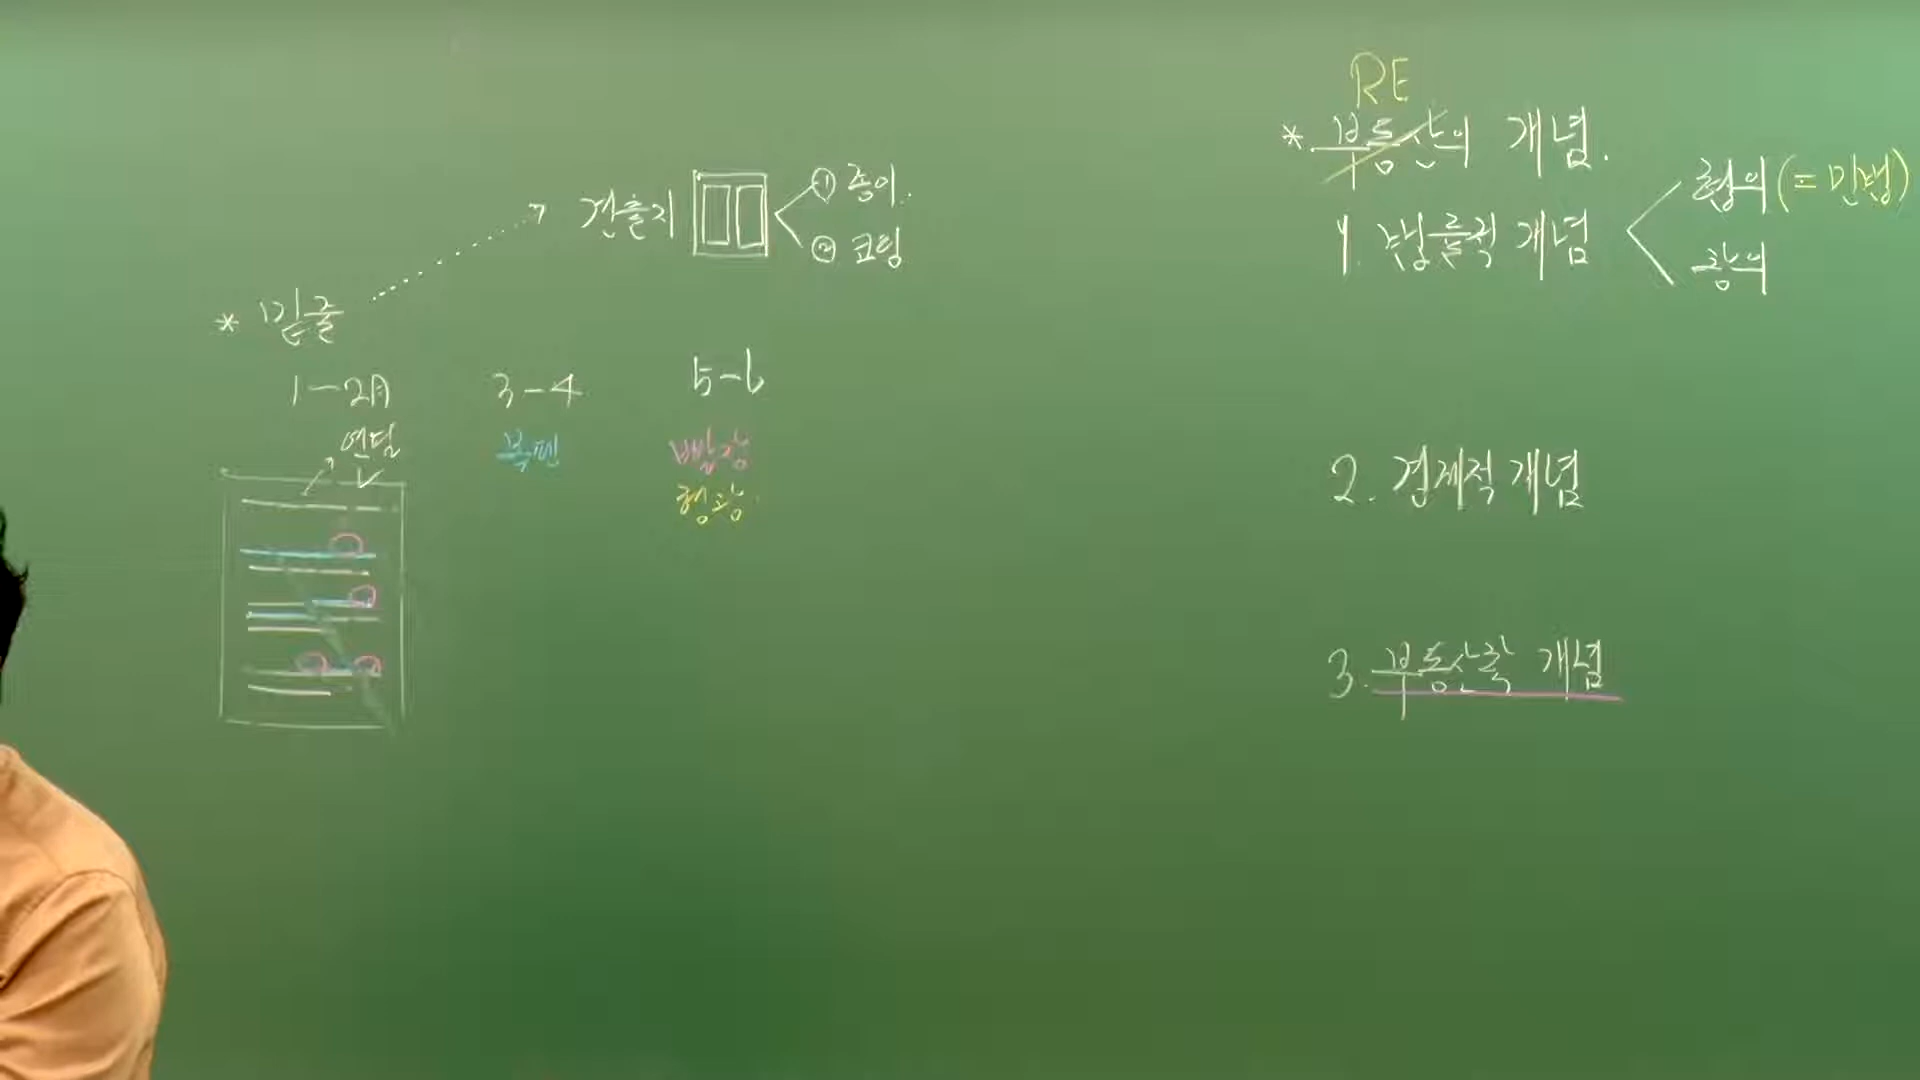 견출지 ① 종이
② 코팅
* 밑줄
1-2月 3-4 5-6
연필 볼펜 빨강
형광
RE
* 부동산의 개념.
1. 법률적 개념 협의 (= 민법)
광의
2. 경제적 개념
3. 부동산학 개념